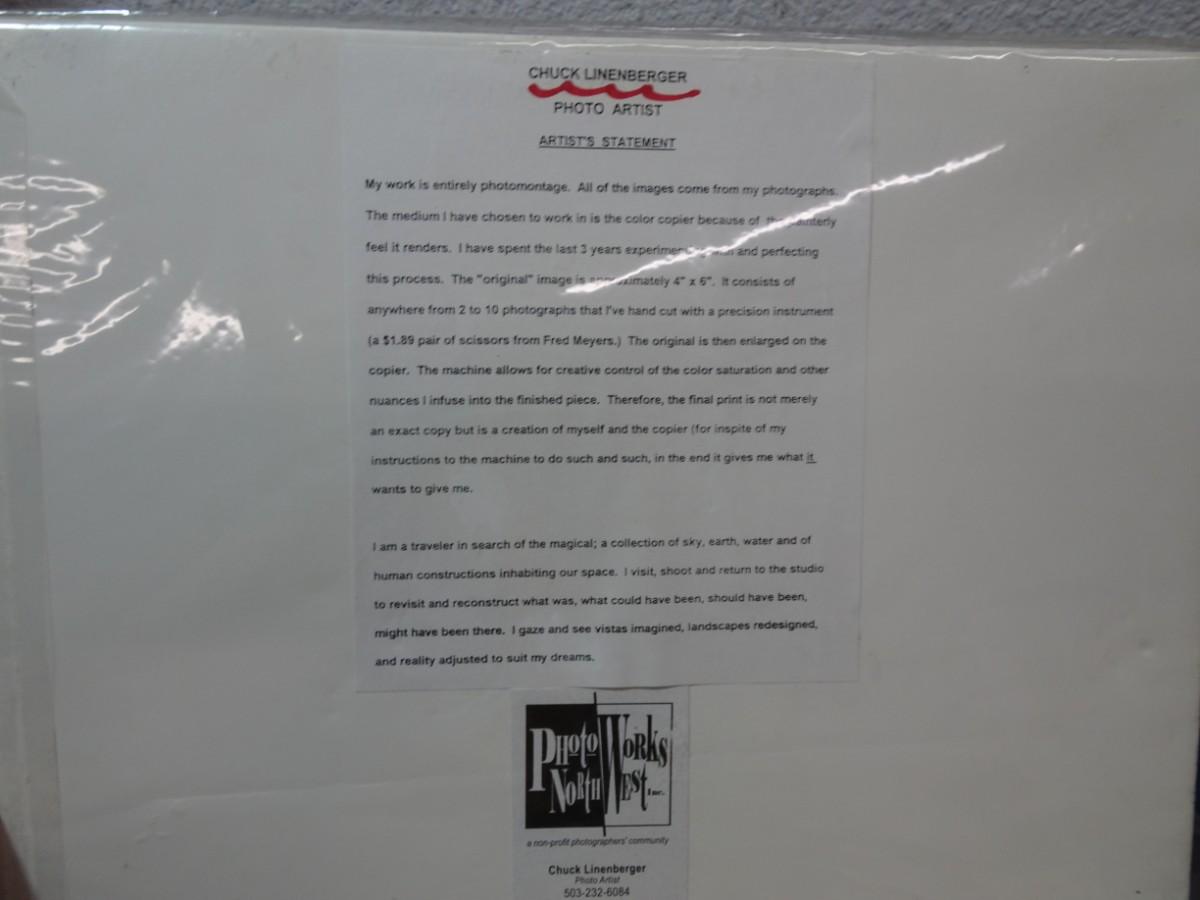 CHUCK LINENBERGER
PHOTO ARTIST
ARTIST'S STATEMENT
My work is entirely photomontage. All of the images come from my photographs.
The medium I have chosen to work in is the color copier because of the painterly
feel it renders. I have spent the last 3 years experimenting with and perfecting
this process. The "original" image is approximately 4" x 6". It consists of
anywhere from 2 to 10 photographs that I've hand cut with a precision instrument
(a $1.89 pair of scissors from Fred Meyers.) The original is then enlarged on the
copier. The machine allows for creative control of the color saturation and other
nuances I infuse into the finished piece. Therefore, the final print is not merely
an exact copy but is a creation of myself and the copier (for inspite of my
instructions to the machine to do such and such, in the end it gives me what it
wants to give me.
I am a traveler in search of the magical; a collection of sky, earth, water and of
human constructions inhabiting our space. I visit, shoot and return to the studio
to revisit and reconstruct what was, what could have been, should have been,
might have been there. I gaze and see vistas imagined, landscapes redesigned,
and reality adjusted to suit my dreams.
PHOTO WORKS
NORTH WEST Inc.
a non-profit photographers' community
Chuck Linenberger
Photo Artist
503-232-6084